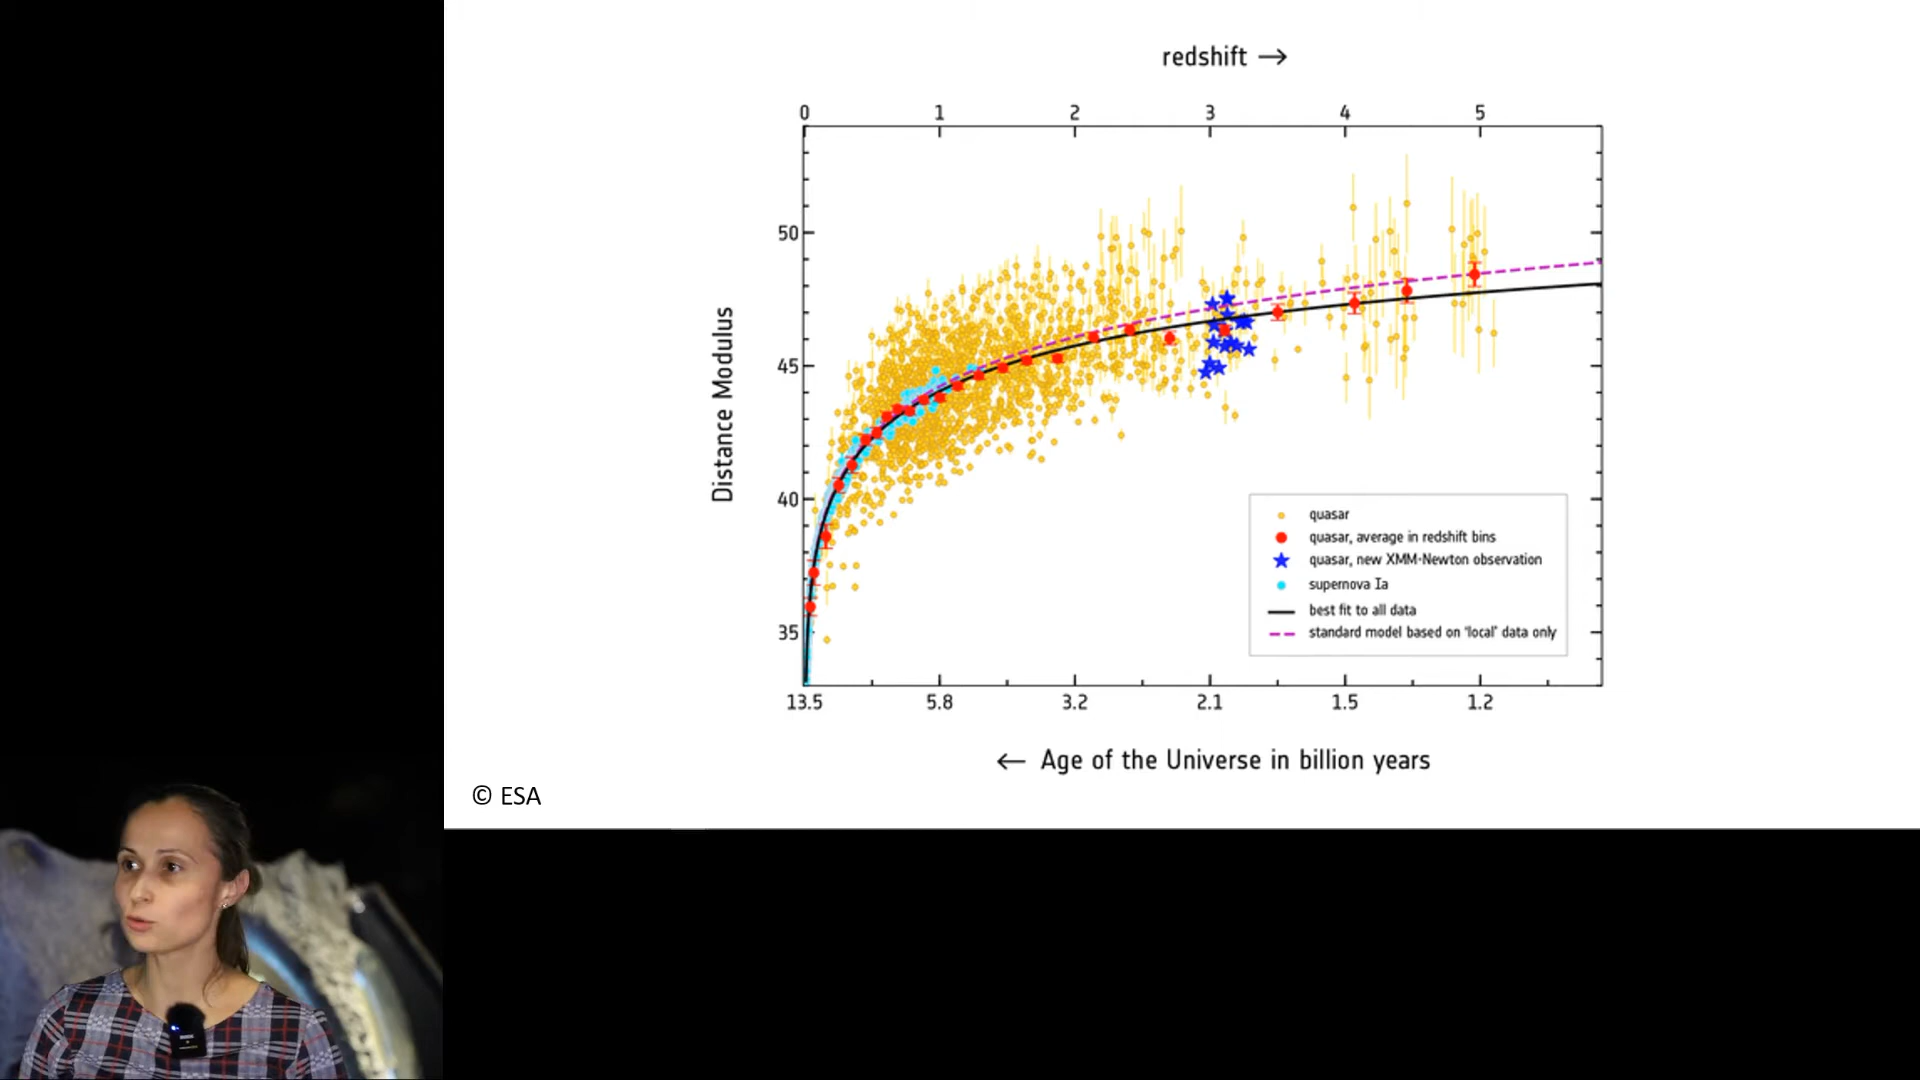 redshift →
0 1 2 3 4 5
50
45
40
35
Distance Modulus
quasar
quasar, average in redshift bins
quasar, new XMM-Newton observation
supernova Ia
best fit to all data
standard model based on 'local' data only
13.5 5.8 3.2 2.1 1.5 1.2
← Age of the Universe in billion years
© ESA